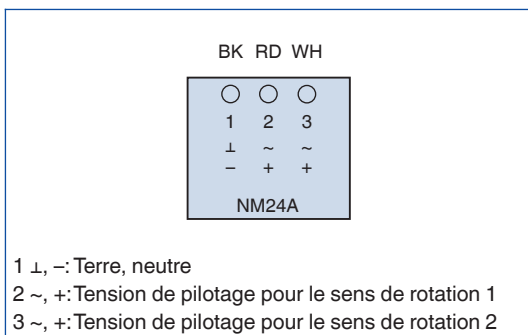 BK RD WH
1 2 3
⊥ ~ ~
– + +
NM24A
1 ⊥, –: Terre, neutre
2 ~, +: Tension de pilotage pour le sens de rotation 1
3 ~, +: Tension de pilotage pour le sens de rotation 2